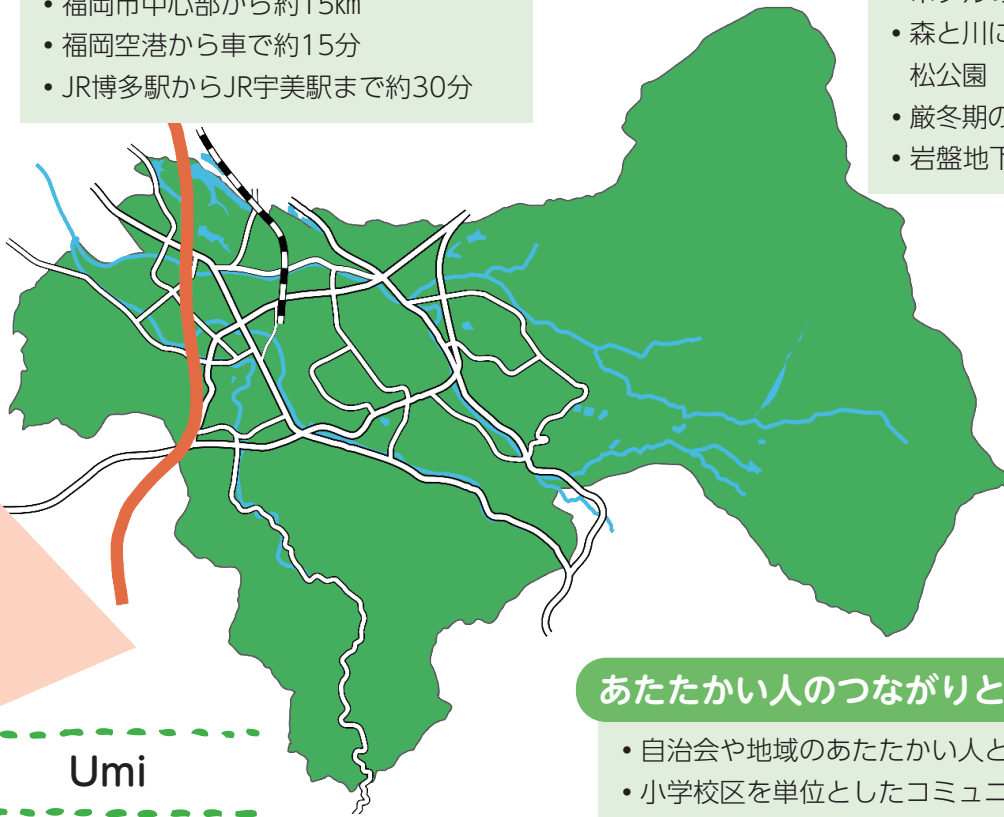 • 福岡市中心部から約15㎞
• 福岡空港から車で約15分
• JR博多駅からJR宇美駅まで約30分
• 森と川に
松公園
• 厳冬期の
• 岩盤地下
Umi
あたたかい人のつながりと
• 自治会や地域のあたたかい人と
• 小学校区を単位としたコミュニ